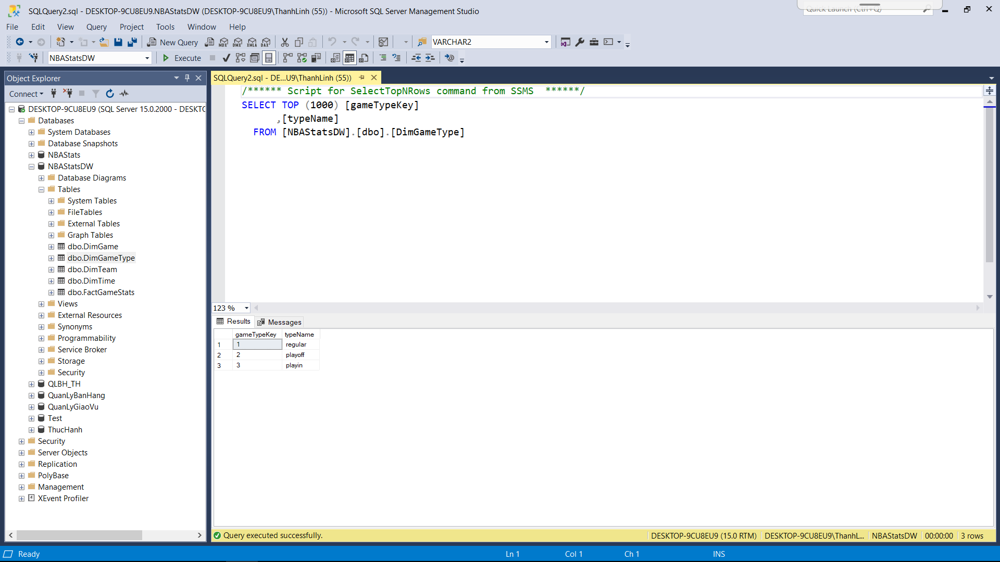 SQLQuery2.sql - DESKTOP-9CU8EU9.NBAStatsDW (DESKTOP-9CU8EU9\ThanhLinh (55)) - Microsoft SQL Server Management Studio
Quick Launch (Ctrl+Q)
File Edit View Query Project Tools Window Help
New Query MDX DMX XMLA DAX VARCHAR2
NBAStatsDW Execute
Object Explorer
Connect
DESKTOP-9CU8EU9 (SQL Server 15.0.2000 - DESKTO
Databases
System Databases
Database Snapshots
NBAStats
NBAStatsDW
Database Diagrams
Tables
System Tables
FileTables
External Tables
Graph Tables
dbo.DimGame
dbo.DimGameType
dbo.DimTeam
dbo.DimTime
dbo.FactGameStats
Views
External Resources
Synonyms
Programmability
Service Broker
Storage
Security
QLBH_TH
QuanLyBanHang
QuanLyGiaoVu
Test
ThucHanh
Security
Server Objects
Replication
PolyBase
Management
XEvent Profiler
SQLQuery2.sql - DE...U9\ThanhLinh (55))
/****** Script for SelectTopNRows command from SSMS  ******/
SELECT TOP (1000) [gameTypeKey]
,[typeName]
FROM [NBAStatsDW].[dbo].[DimGameType]
123 %
Results Messages
gameTypeKey typeName
1 1 regular
2 2 playoff
3 3 playin
Query executed successfully. DESKTOP-9CU8EU9 (15.0 RTM) DESKTOP-9CU8EU9\ThanhL... NBAStatsDW 00:00:00 3 rows
Ready Ln 1 Col 1 Ch 1 INS